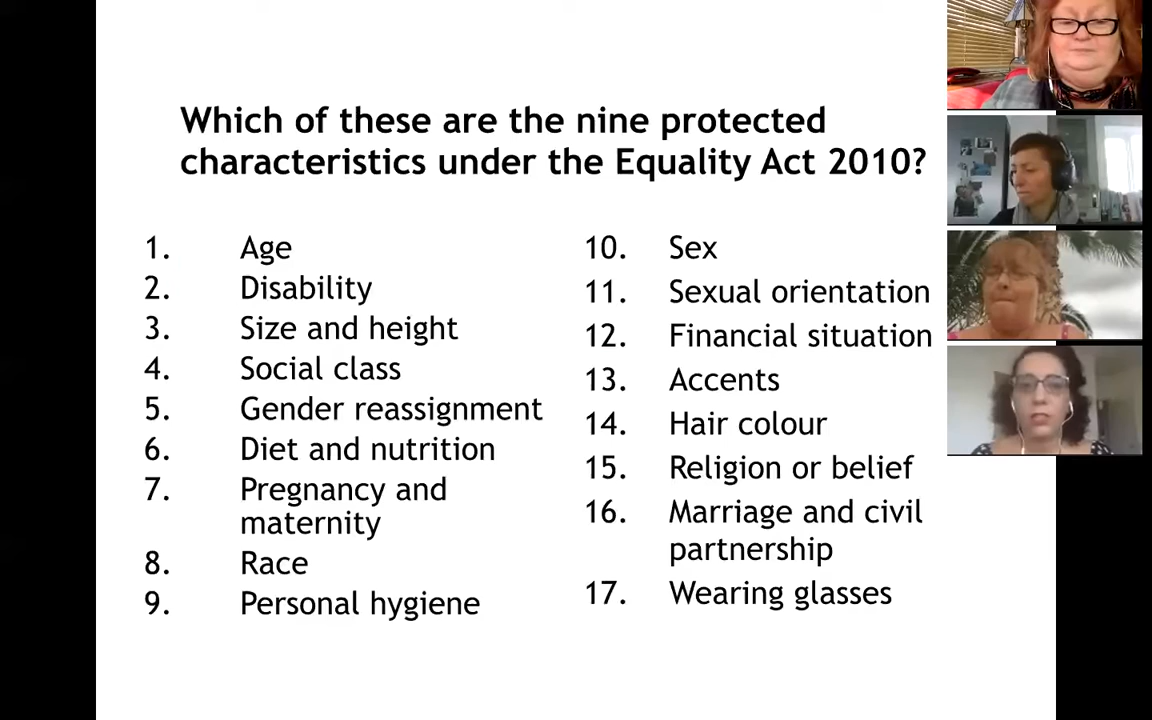 Which of these are the nine protected
characteristics under the Equality Act 2010?
1. Age
2. Disability
3. Size and height
4. Social class
5. Gender reassignment
6. Diet and nutrition
7. Pregnancy and
maternity
8. Race
9. Personal hygiene
10. Sex
11. Sexual orientation
12. Financial situation
13. Accents
14. Hair colour
15. Religion or belief
16. Marriage and civil
partnership
17. Wearing glasses